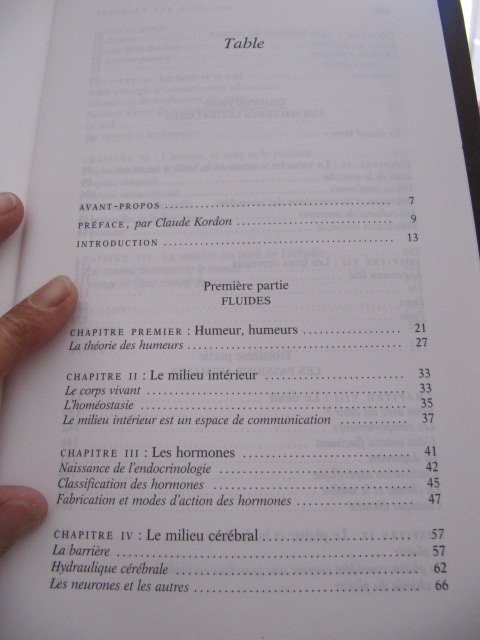 Table
AVANT-PROPOS ........ 7
PRÉFACE, par Claude Kordon ........ 9
INTRODUCTION ........ 13
Première partie
FLUIDES
CHAPITRE PREMIER : Humeur, humeurs ........ 21
La théorie des humeurs ........ 27
CHAPITRE II : Le milieu intérieur ........ 33
Le corps vivant ........ 33
L'homéostasie ........ 35
Le milieu intérieur est un espace de communication ........ 37
CHAPITRE III : Les hormones ........ 41
Naissance de l'endocrinologie ........ 42
Classification des hormones ........ 45
Fabrication et modes d'action des hormones ........ 47
CHAPITRE IV : Le milieu cérébral ........ 57
La barrière ........ 57
Hydraulique cérébrale ........ 62
Les neurones et les autres ........ 66